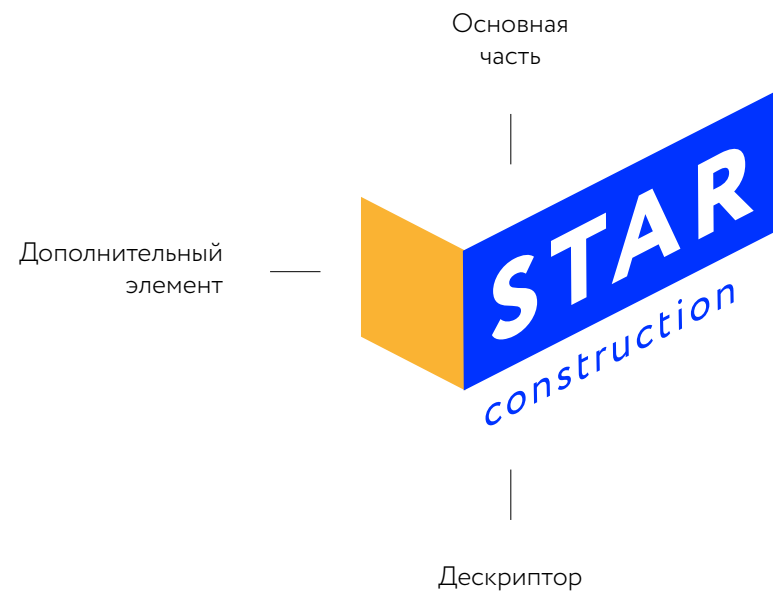 Основная
часть
Дополнительный
элемент
STAR
construction
Дескриптор